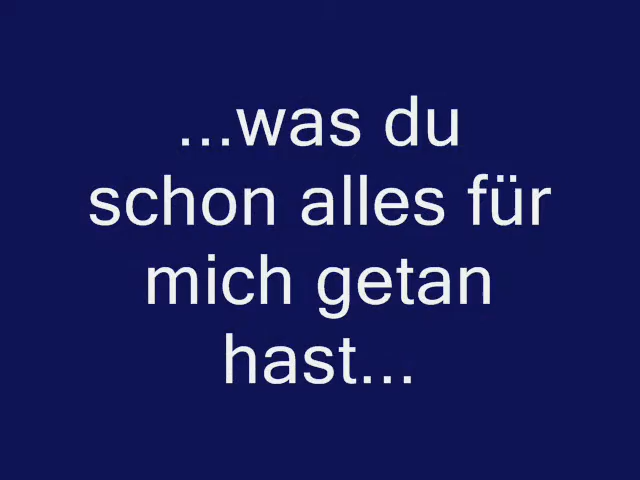 ...was du
schon alles für
mich getan
hast...